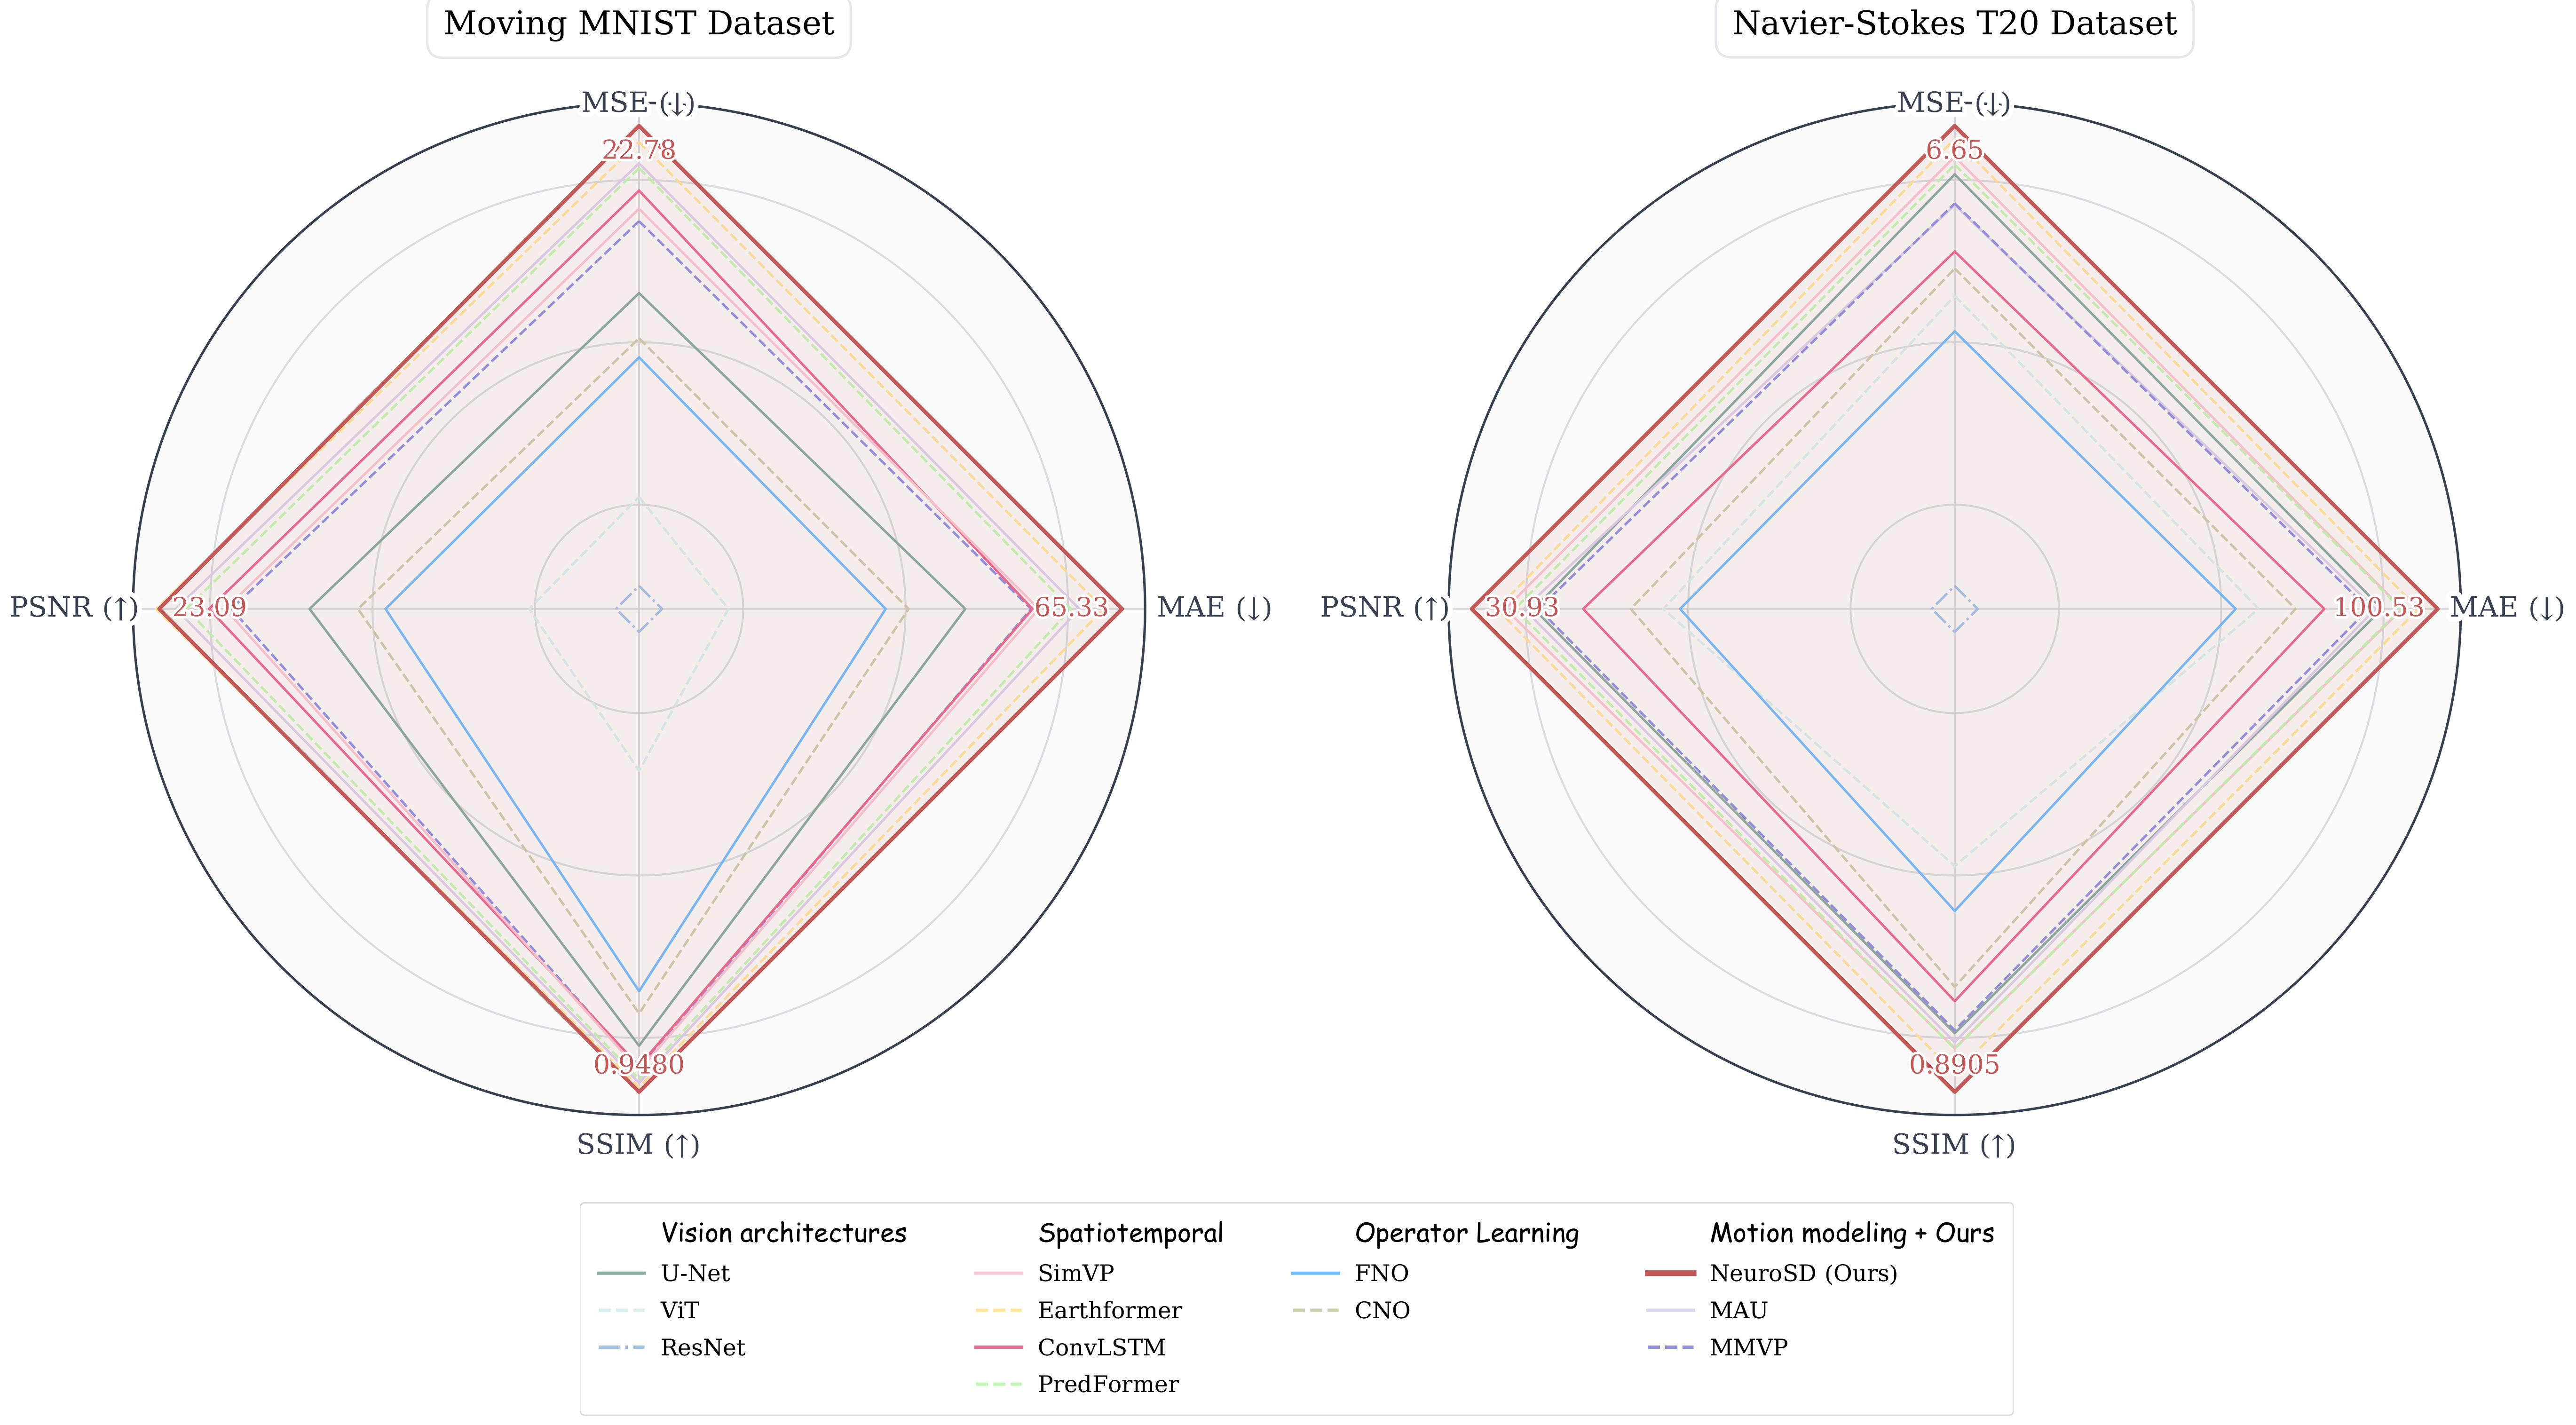 Moving MNIST Dataset
MSE (↓)
22.78
PSNR (↑)
23.09
65.33
MAE (↓)
0.9480
SSIM (↑)
Navier-Stokes T20 Dataset
MSE (↓)
6.65
PSNR (↑)
30.93
100.53
MAE (↓)
0.8905
SSIM (↑)
Vision architectures
U-Net
ViT
ResNet
Spatiotemporal
SimVP
Earthformer
ConvLSTM
PredFormer
Operator Learning
FNO
CNO
Motion modeling + Ours
NeuroSD (Ours)
MAU
MMVP